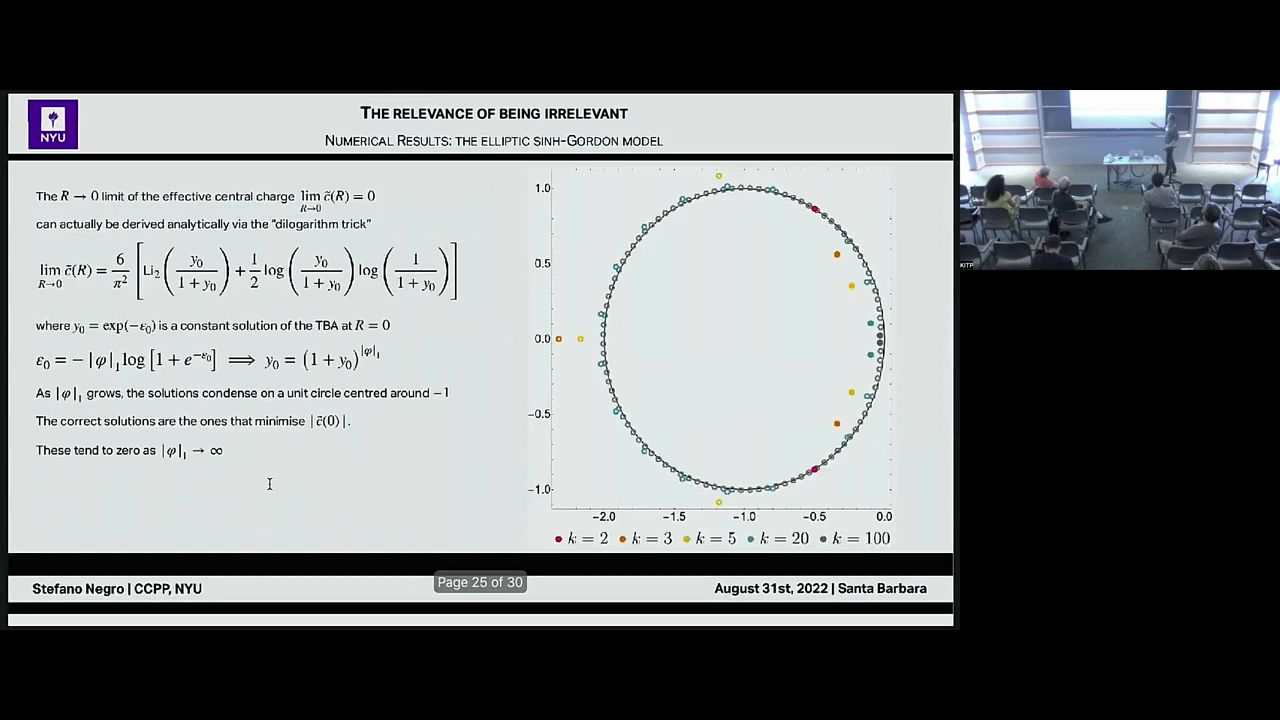 THE RELEVANCE OF BEING IRRELEVANT
NUMERICAL RESULTS: THE ELLIPTIC SINH-GORDON MODEL
NYU
The R → 0 limit of the effective central charge lim_{R→0} c̃(R) = 0
can actually be derived analytically via the "dilogarithm trick"
lim_{R→0} c̃(R) = 6/π² [ Li₂ ( y₀/(1 + y₀) ) + 1/2 log ( y₀/(1 + y₀) ) log ( 1/(1 + y₀) ) ]
where y₀ = exp(−ε₀) is a constant solution of the TBA at R = 0
ε₀ = − |φ|₁ log [1 + e^{−ε₀}] ⟹ y₀ = (1 + y₀)^{|φ|₁}
As |φ|₁ grows, the solutions condense on a unit circle centred around −1
The correct solutions are the ones that minimise |c̃(0)|.
These tend to zero as |φ|₁ → ∞
1.0
0.5
0.0
−0.5
−1.0
−2.0 −1.5 −1.0 −0.5 0.0
k = 2 k = 3 k = 5 k = 20 k = 100
Stefano Negro | CCPP, NYU
Page 25 of 30
August 31st, 2022 | Santa Barbara
KITP